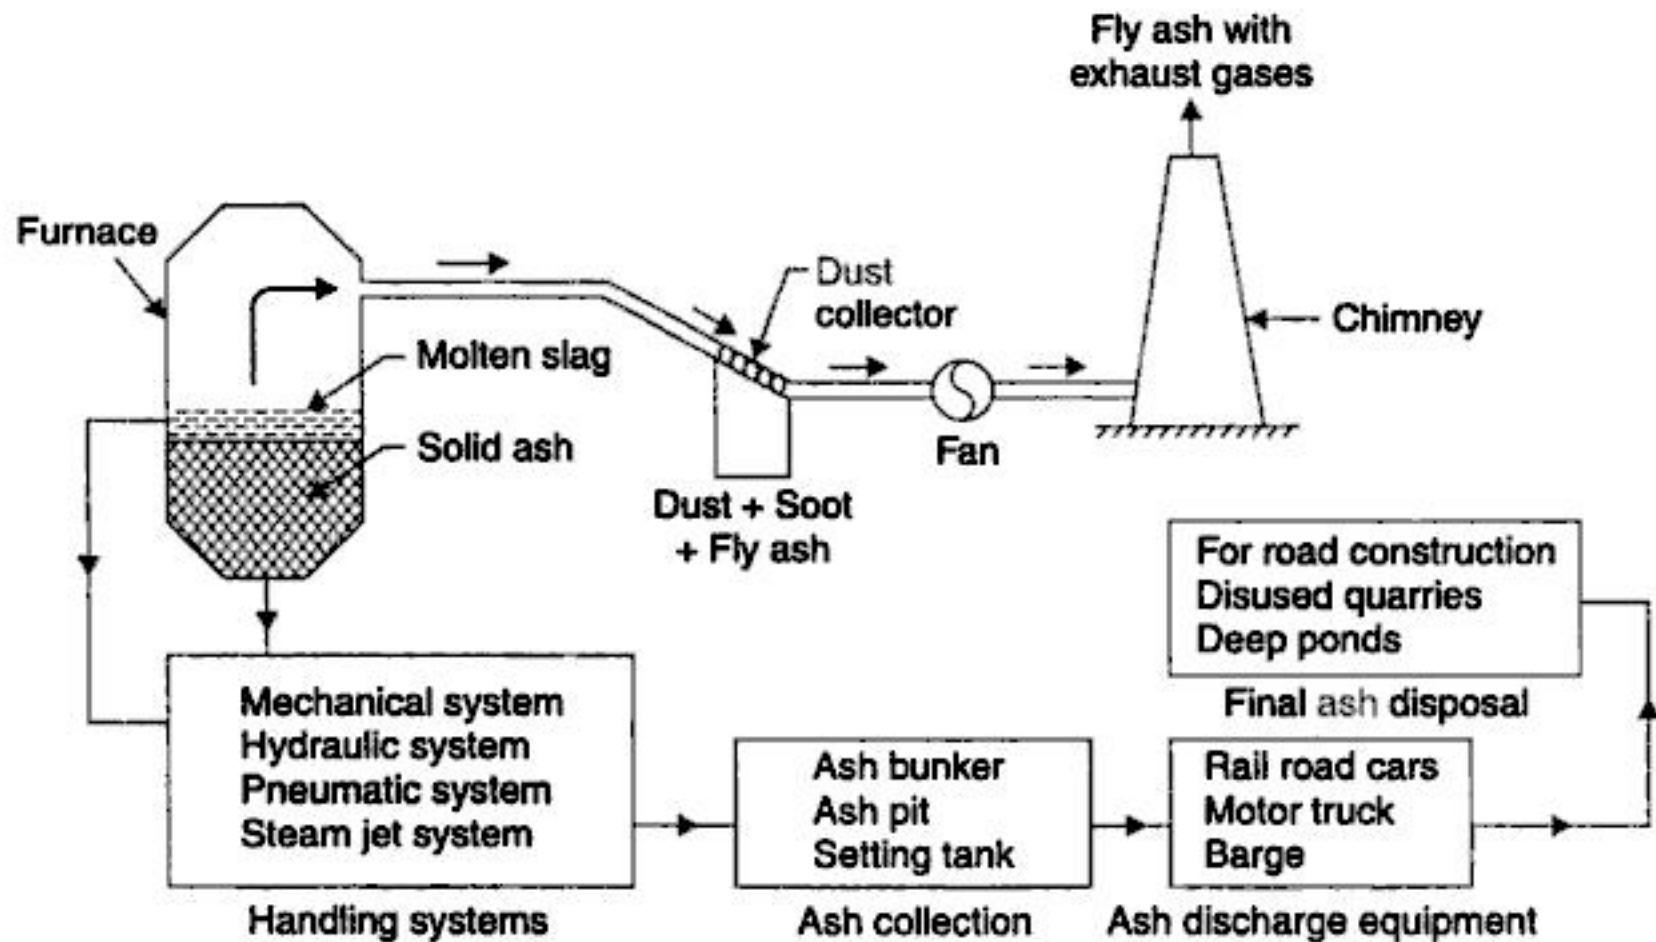 Fly ash with
exhaust gases
Furnace
Dust
collector
Chimney
Molten slag
Solid ash
Fan
Dust + Soot
+ Fly ash
For road construction
Disused quarries
Deep ponds
Final ash disposal
Mechanical system
Hydraulic system
Pneumatic system
Steam jet system
Handling systems
Ash bunker
Ash pit
Setting tank
Ash collection
Rail road cars
Motor truck
Barge
Ash discharge equipment